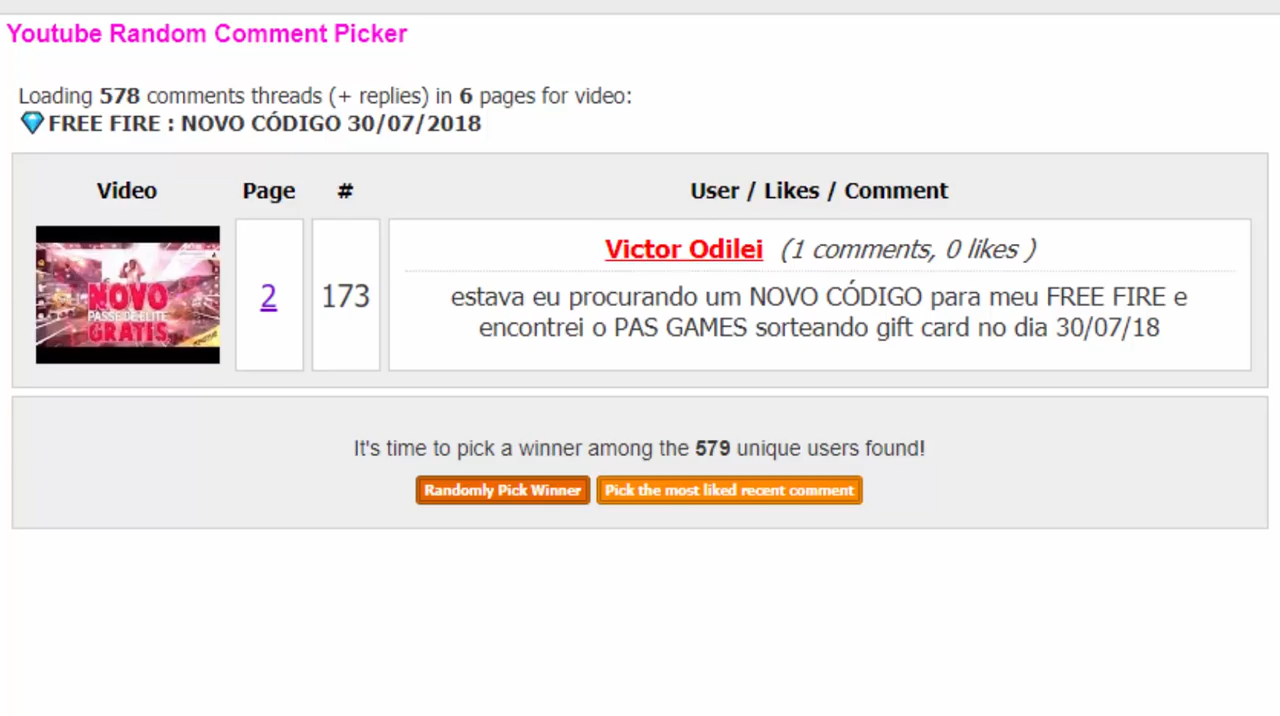 Youtube Random Comment Picker
Loading 578 comments threads (+ replies) in 6 pages for video:
FREE FIRE : NOVO CÓDIGO 30/07/2018
Video Page # User / Likes / Comment
NOVO
PASSE DE ELITE
GRATIS
2
173
Victor Odilei (1 comments, 0 likes )
estava eu procurando um NOVO CÓDIGO para meu FREE FIRE e
encontrei o PAS GAMES sorteando gift card no dia 30/07/18
It's time to pick a winner among the 579 unique users found!
Randomly Pick Winner Pick the most liked recent comment